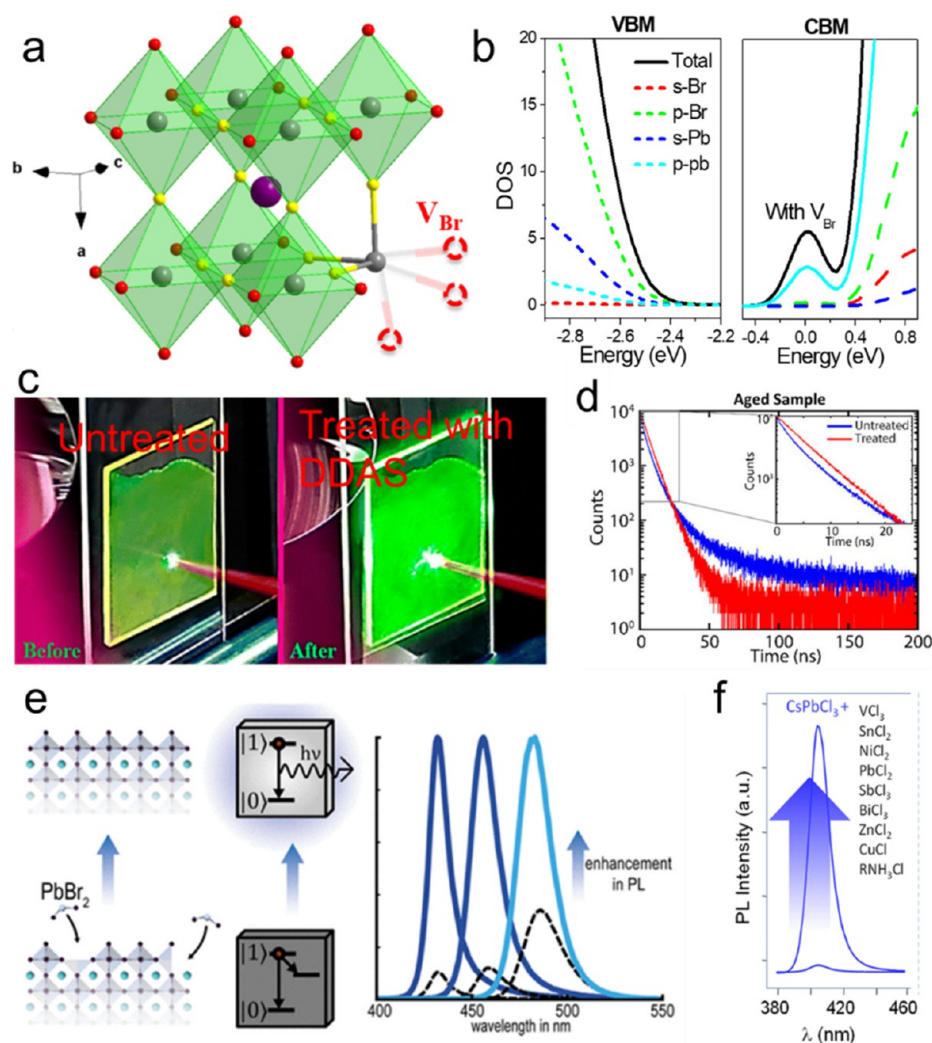 a
b
c
a
V_Br
b
VBM
CBM
20
15
10
5
0
DOS
Total
s-Br
p-Br
s-Pb
p-pb
With V_Br
-2.8
-2.6
-2.4
-2.2
-0.4
0.0
0.4
0.8
Energy (eV)
Energy (eV)
c
Untreated
Treated with
DDAS
Before
After
d
Aged Sample
10⁴
10³
10²
10¹
10⁰
Counts
0
50
100
150
200
Time (ns)
Untreated
Treated
Counts
10¹
0
10
20
Time (ns)
e
PbBr₂
|1⟩
hν
|0⟩
|1⟩
|0⟩
enhancement
in PL
400
450
500
550
wavelength in nm
f
CsPbCl₃ +
VCl₃
SnCl₂
NiCl₂
PbCl₂
SbCl₃
BiCl₃
ZnCl₂
CuCl
RNH₃Cl
PL Intensity (a.u.)
380
420
460
λ (nm)